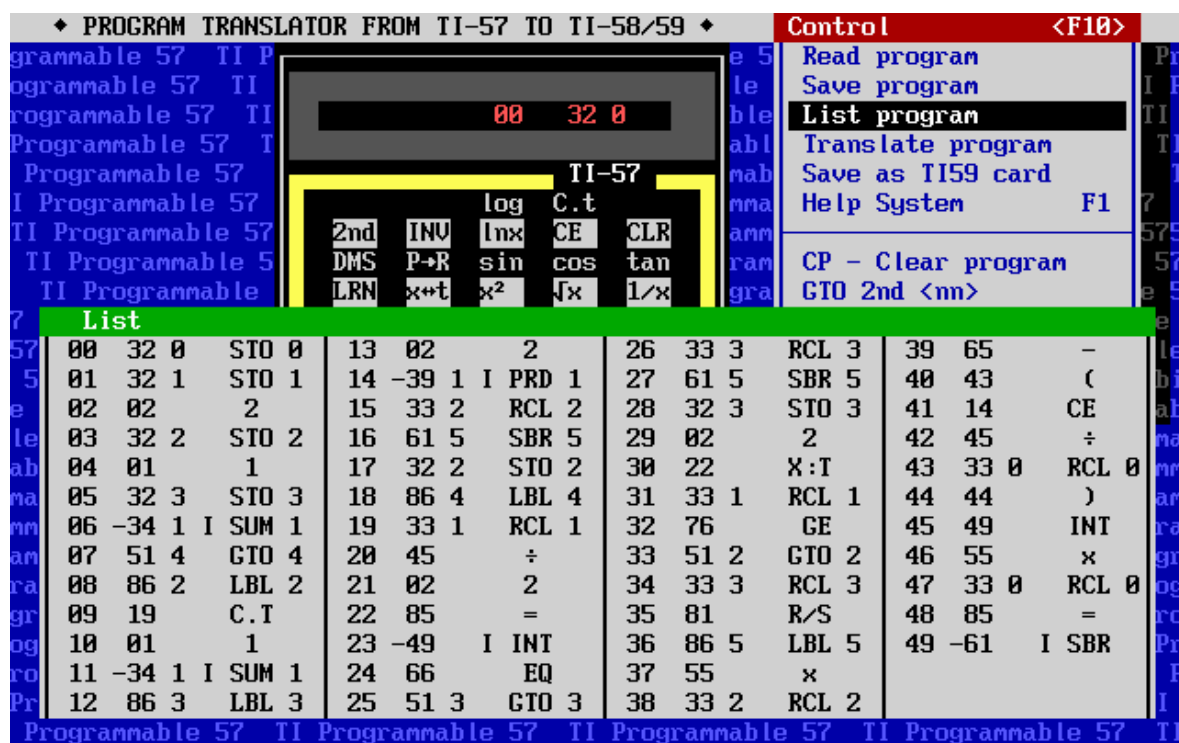 ◆ PROGRAM TRANSLATOR FROM TI-57 TO TI-58/59 ◆ Control <F10>
Read program
Save program
List program
Translate program
Save as TI59 card
Help System F1
CP - Clear program
GTO 2nd <nn>
00 32 0
TI-57
log C.t
2nd INV lnx CE CLR
DMS P→R sin cos tan
LRN x↔t x² √x 1/x
List
00 32 0 STO 0 13 02 2 26 33 3 RCL 3 39 65 -
01 32 1 STO 1 14 -39 1 I PRD 1 27 61 5 SBR 5 40 43 (
02 02 2 15 33 2 RCL 2 28 32 3 STO 3 41 14 CE
03 32 2 STO 2 16 61 5 SBR 5 29 02 2 42 45 ÷
04 01 1 17 32 2 STO 2 30 22 X:T 43 33 0 RCL 0
05 32 3 STO 3 18 86 4 LBL 4 31 33 1 RCL 1 44 44 )
06 -34 1 I SUM 1 19 33 1 RCL 1 32 76 GE 45 49 INT
07 51 4 GTO 4 20 45 ÷ 33 51 2 GTO 2 46 55 x
08 86 2 LBL 2 21 02 2 34 33 3 RCL 3 47 33 0 RCL 0
09 19 C.T 22 85 = 35 81 R/S 48 85 =
10 01 1 23 -49 I INT 36 86 5 LBL 5 49 -61 I SBR
11 -34 1 I SUM 1 24 66 EQ 37 55 x
12 86 3 LBL 3 25 51 3 GTO 3 38 33 2 RCL 2
Programmable 57 TI Programmable 57 TI Programmable 57 TI Programmable 57 TI